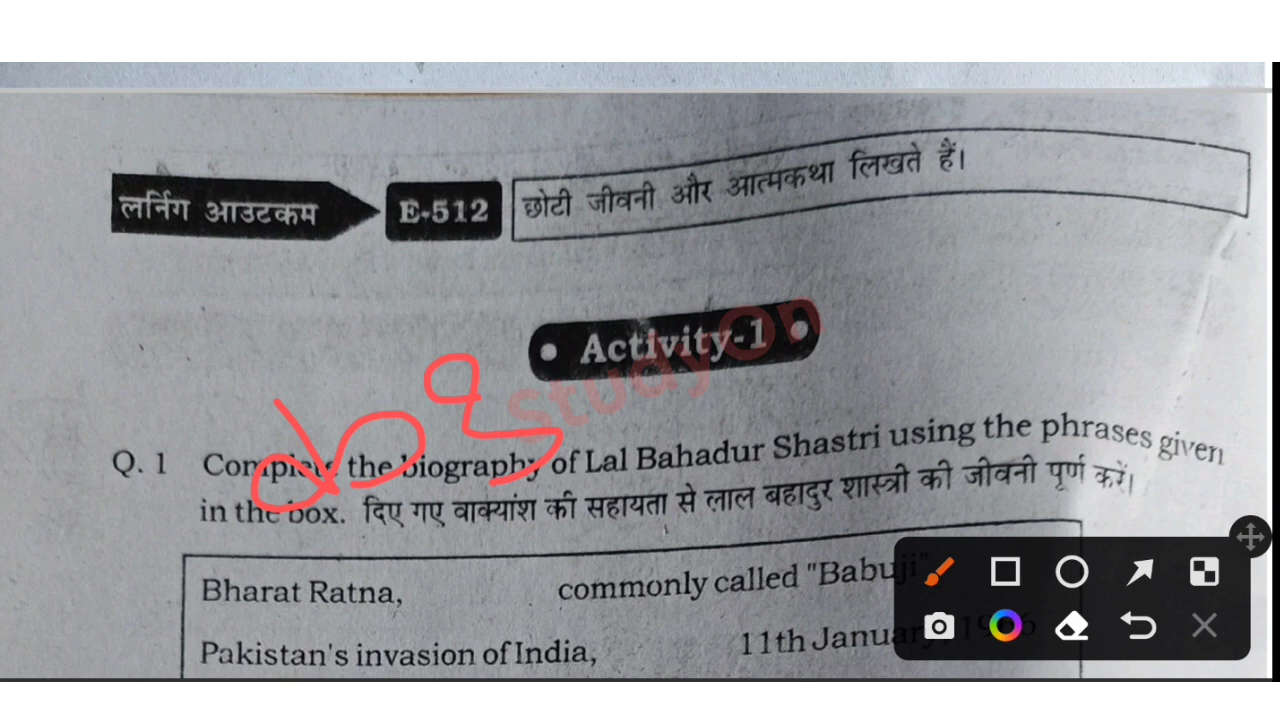 लर्निंग आउटकम E-512 छोटी जीवनी और आत्मकथा लिखते हैं।
• Activity-1 •
StudyOn
Q. 1 Complete the biography of Lal Bahadur Shastri using the phrases given
in the box. दिए गए वाक्यांश की सहायता से लाल बहादुर शास्त्री की जीवनी पूर्ण करें।
Bharat Ratna, commonly called "Babuji"
Pakistan's invasion of India, 11th January, 1966